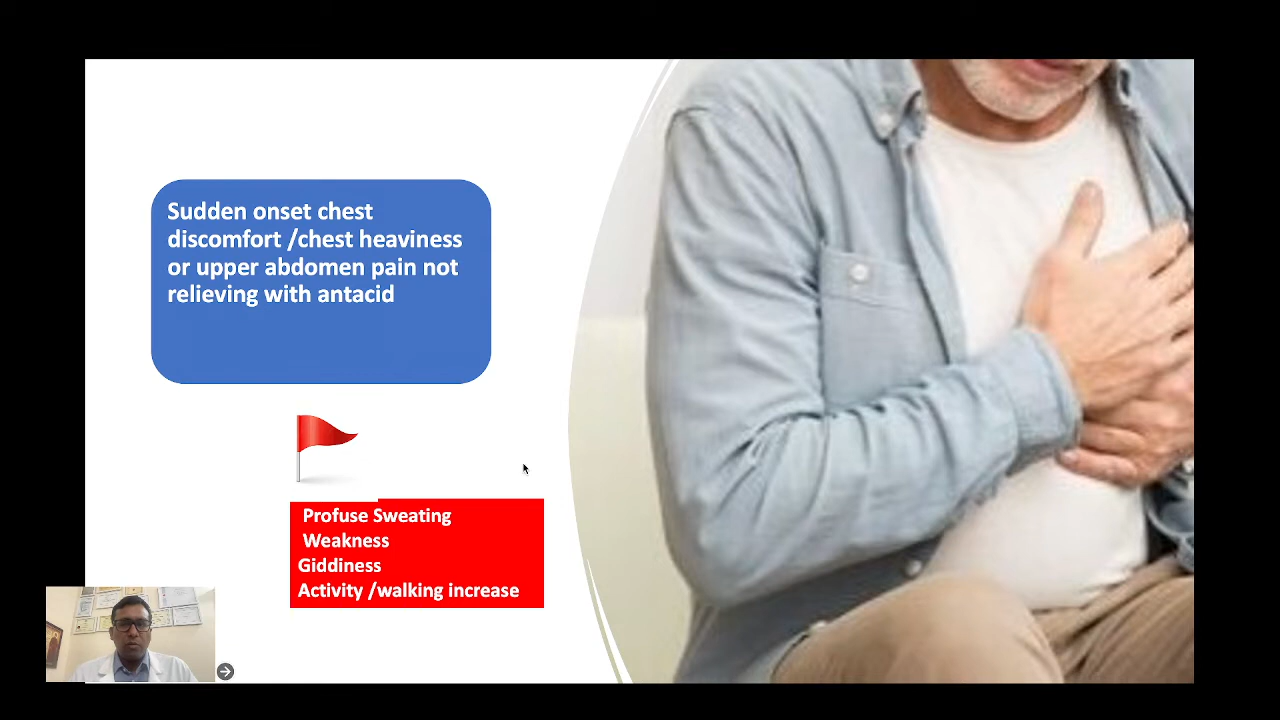 Sudden onset chest
discomfort /chest heaviness
or upper abdomen pain not
relieving with antacid
Profuse Sweating
Weakness
Giddiness
Activity /walking increase